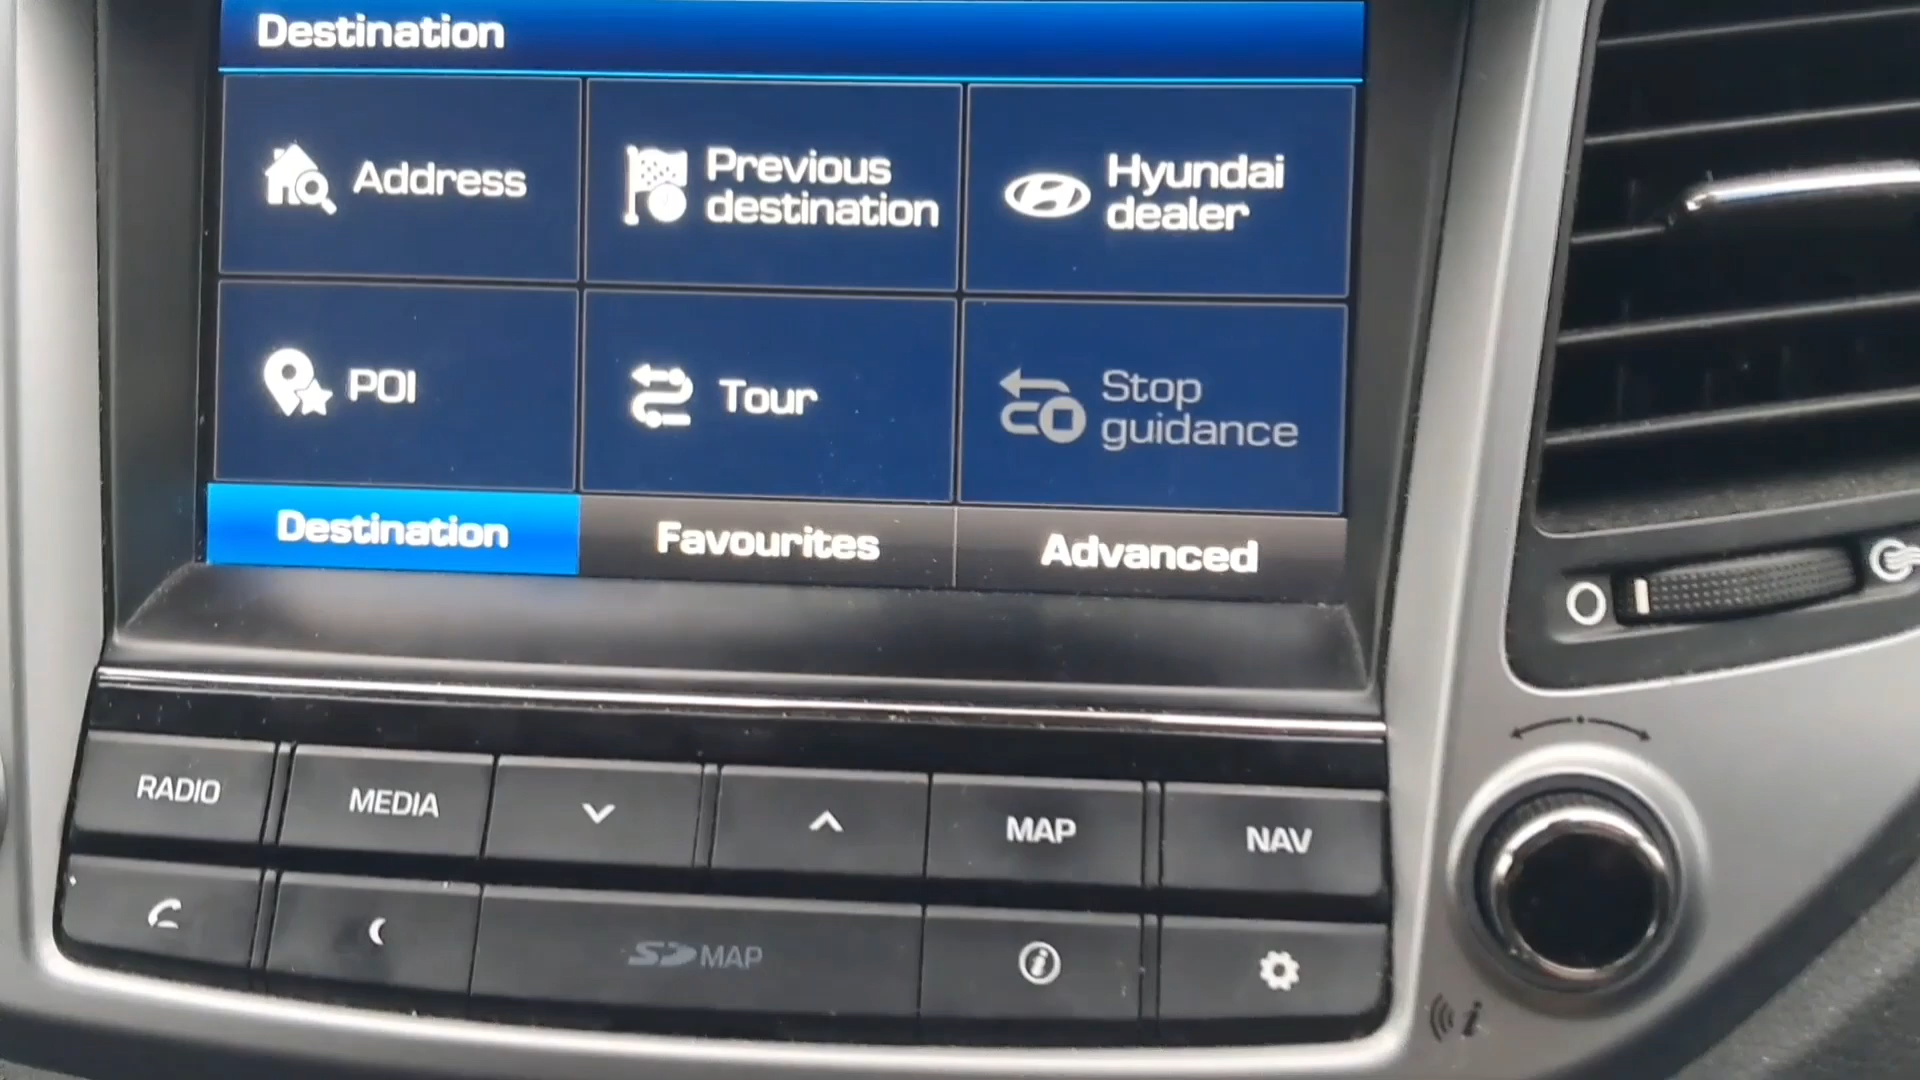 Destination
Address
Previous
destination
Hyundai
dealer
POI
Tour
Stop
guidance
Destination
Favourites
Advanced
RADIO
MEDIA
MAP
NAV
SD MAP
i
i